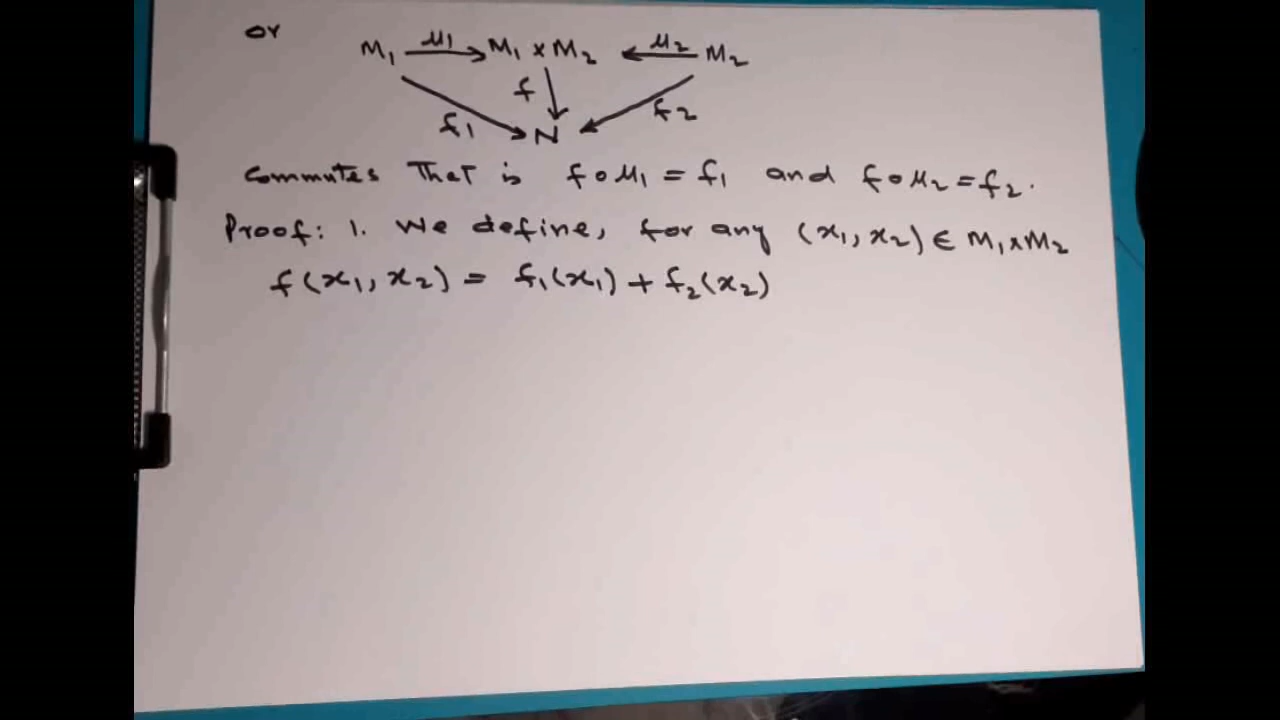 or
M₁ —μ₁→ M₁ × M₂ ←μ₂— M₂
f
f₁ f₂
N
Commutes That is f∘μ₁ = f₁ and f∘μ₂ = f₂.
Proof: 1. We define, for any (x₁, x₂) ∈ M₁×M₂
f(x₁, x₂) = f₁(x₁) + f₂(x₂)